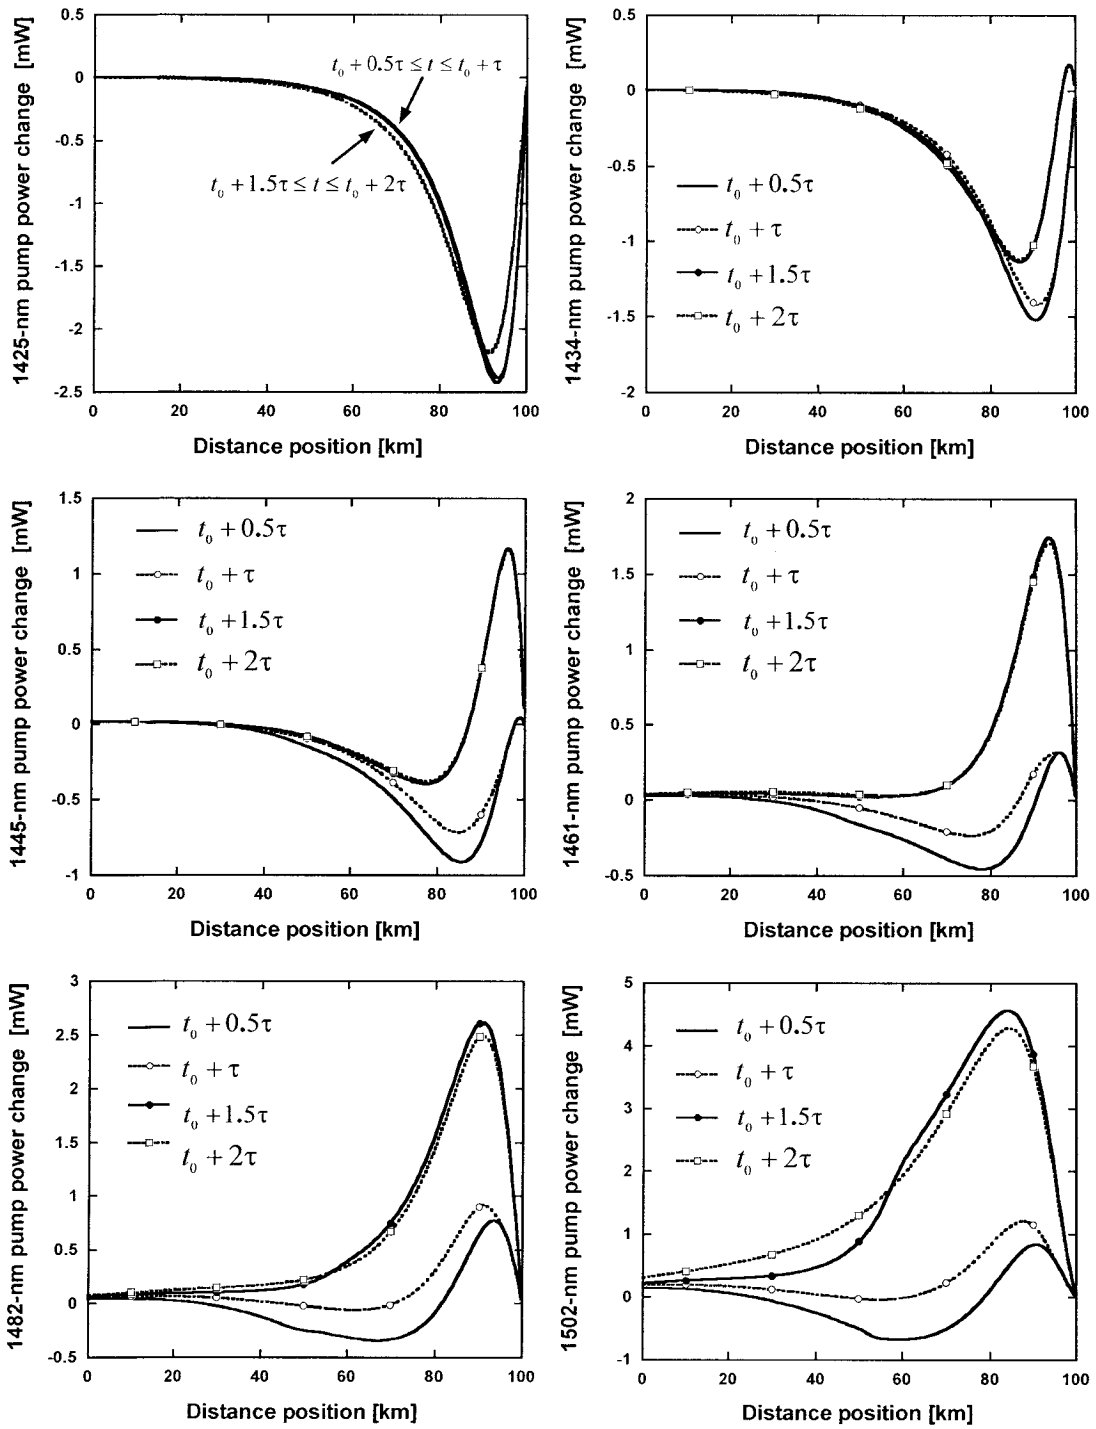 1425-nm pump power change [mW]
0.5
0
-0.5
-1
-1.5
-2
-2.5
t₀ + 0.5τ ≤ t ≤ t₀ + τ
t₀ + 1.5τ ≤ t ≤ t₀ + 2τ
0 20 40 60 80 100
Distance position [km]
1434-nm pump power change [mW]
0.5
0
-0.5
-1
-1.5
-2
t₀ + 0.5τ
t₀ + τ
t₀ + 1.5τ
t₀ + 2τ
0 20 40 60 80 100
Distance position [km]
1445-nm pump power change [mW]
1.5
1
0.5
0
-0.5
-1
t₀ + 0.5τ
t₀ + τ
t₀ + 1.5τ
t₀ + 2τ
0 20 40 60 80 100
Distance position [km]
1461-nm pump power change [mW]
2
1.5
1
0.5
0
-0.5
t₀ + 0.5τ
t₀ + τ
t₀ + 1.5τ
t₀ + 2τ
0 20 40 60 80 100
Distance position [km]
1482-nm pump power change [mW]
3
2.5
2
1.5
1
0.5
0
-0.5
t₀ + 0.5τ
t₀ + τ
t₀ + 1.5τ
t₀ + 2τ
0 20 40 60 80 100
Distance position [km]
1502-nm pump power change [mW]
5
4
3
2
1
0
-1
t₀ + 0.5τ
t₀ + τ
t₀ + 1.5τ
t₀ + 2τ
0 20 40 60 80 100
Distance position [km]